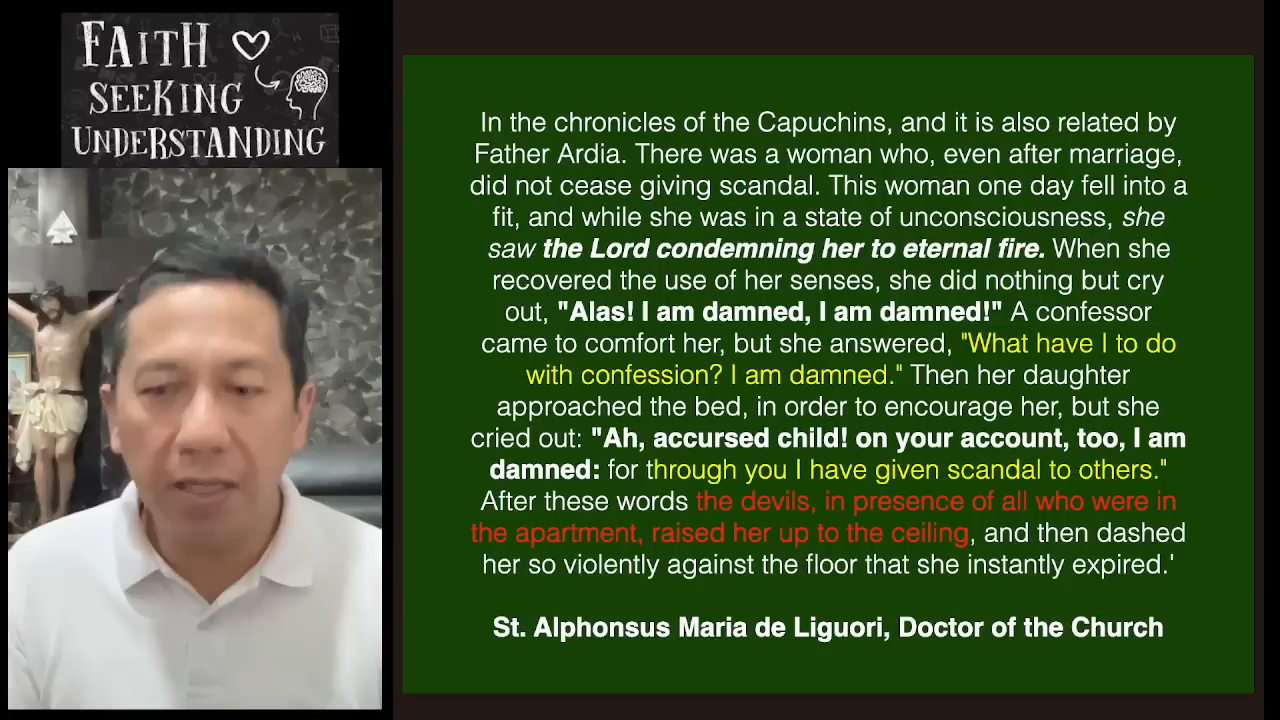 FAITH
SEEKING
UNDERSTANDING
In the chronicles of the Capuchins, and it is also related by
Father Ardia. There was a woman who, even after marriage,
did not cease giving scandal. This woman one day fell into a
fit, and while she was in a state of unconsciousness, she
saw the Lord condemning her to eternal fire. When she
recovered the use of her senses, she did nothing but cry
out, "Alas! I am damned, I am damned!" A confessor
came to comfort her, but she answered, "What have I to do
with confession? I am damned." Then her daughter
approached the bed, in order to encourage her, but she
cried out: "Ah, accursed child! on your account, too, I am
damned: for through you I have given scandal to others."
After these words the devils, in presence of all who were in
the apartment, raised her up to the ceiling, and then dashed
her so violently against the floor that she instantly expired.'
St. Alphonsus Maria de Liguori, Doctor of the Church